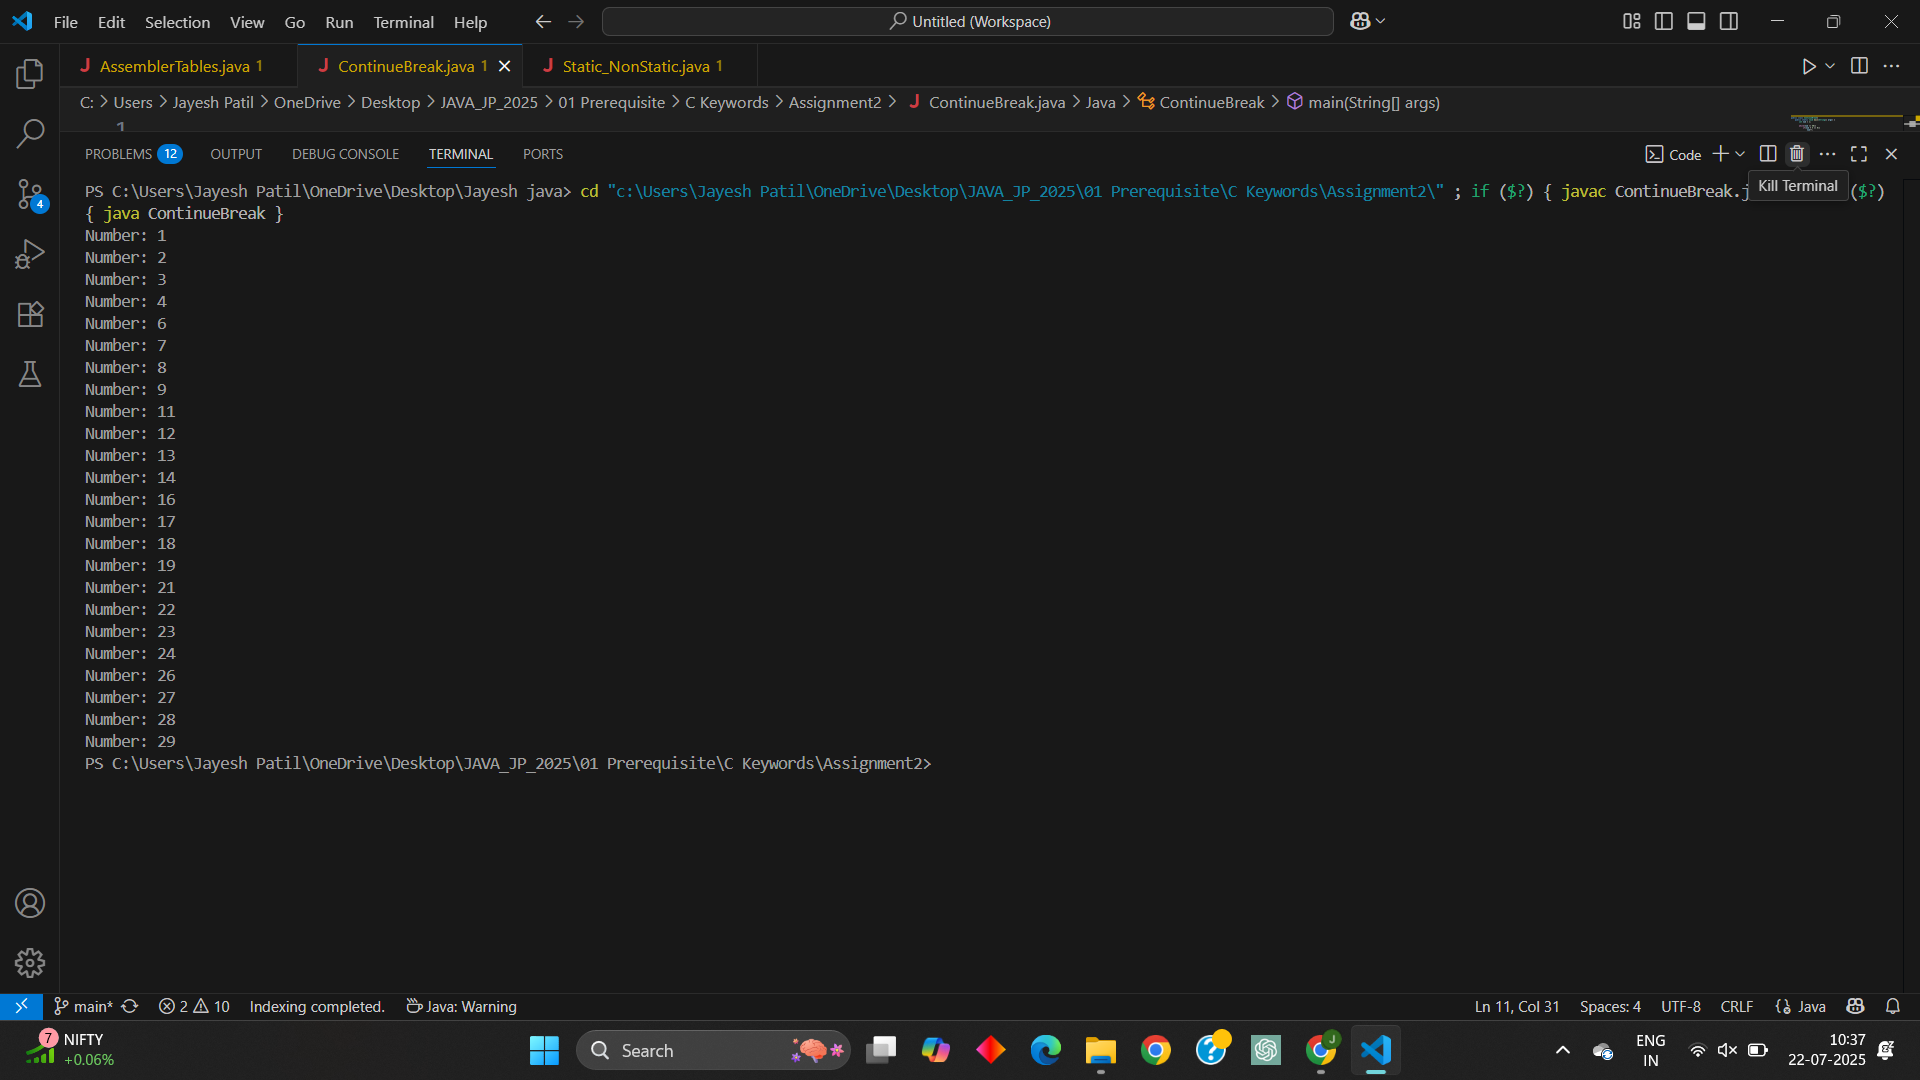 File Edit Selection View Go Run Terminal Help Untitled (Workspace)
J AssemblerTables.java 1 J ContinueBreak.java 1 J Static_NonStatic.java 1
C: > Users > Jayesh Patil > OneDrive > Desktop > JAVA_JP_2025 > 01 Prerequisite > C Keywords > Assignment2 > J ContinueBreak.java > Java > ContinueBreak > main(String[] args)
1
PROBLEMS 12 OUTPUT DEBUG CONSOLE TERMINAL PORTS Code
Kill Terminal
PS C:\Users\Jayesh Patil\OneDrive\Desktop\Jayesh java> cd "c:\Users\Jayesh Patil\OneDrive\Desktop\JAVA_JP_2025\01 Prerequisite\C Keywords\Assignment2\" ; if ($?) { javac ContinueBreak.j ($?)
{ java ContinueBreak }
Number: 1
Number: 2
Number: 3
Number: 4
Number: 6
Number: 7
Number: 8
Number: 9
Number: 11
Number: 12
Number: 13
Number: 14
Number: 16
Number: 17
Number: 18
Number: 19
Number: 21
Number: 22
Number: 23
Number: 24
Number: 26
Number: 27
Number: 28
Number: 29
PS C:\Users\Jayesh Patil\OneDrive\Desktop\JAVA_JP_2025\01 Prerequisite\C Keywords\Assignment2>
4
main* 2 10 Indexing completed. Java: Warning Ln 11, Col 31 Spaces: 4 UTF-8 CRLF {} Java
7 NIFTY
+0.06%
Search
J
ENG
IN
10:37
22-07-2025